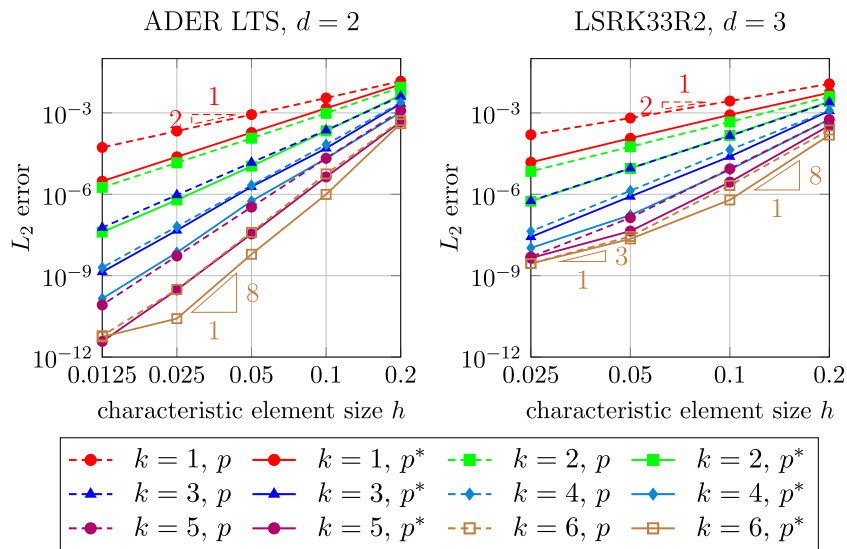 ADER LTS, d = 2
LSRK33R2, d = 3
L₂ error
10⁻³
10⁻⁶
10⁻⁹
10⁻¹²
1
2
8
1
0.0125 0.025 0.05 0.1 0.2
characteristic element size h
L₂ error
10⁻³
10⁻⁶
10⁻⁹
10⁻¹²
1
2
8
1
3
1
0.025 0.05 0.1 0.2
characteristic element size h
k = 1, p k = 1, p* k = 2, p k = 2, p*
k = 3, p k = 3, p* k = 4, p k = 4, p*
k = 5, p k = 5, p* k = 6, p k = 6, p*